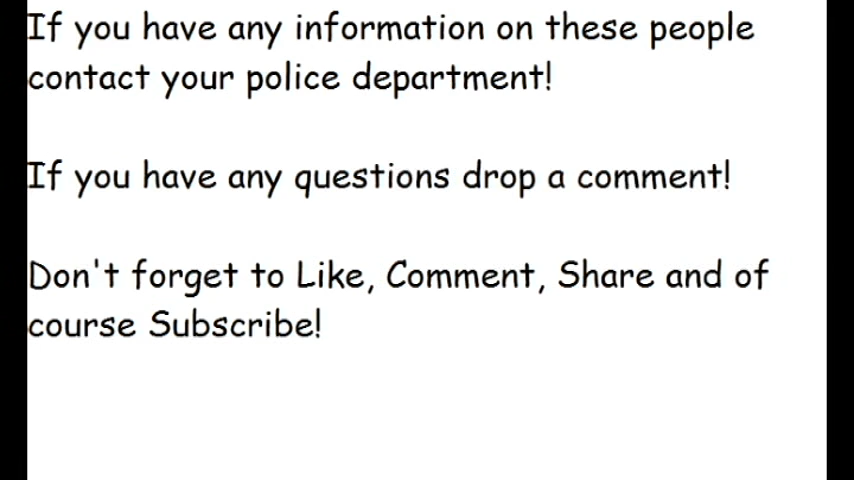 If you have any information on these people
contact your police department!
If you have any questions drop a comment!
Don't forget to Like, Comment, Share and of
course Subscribe!